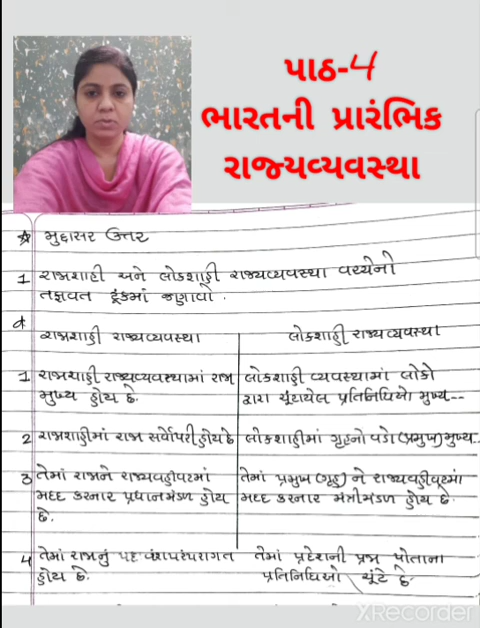 પાઠ-4
ભારતની પ્રારંભિક
રાજ્યવ્યવસ્થા
☆ મુદ્દાસર ઉત્તર
1 રાજાશાહી અને લોકશાહી રાજ્યવ્યવસ્થા વચ્ચેનો
તફાવત ટૂંકમાં જણાવો.
રાજાશાહી રાજ્યવ્યવસ્થા
લોકશાહી રાજ્યવ્યવસ્થા
1 રાજાશાહી રાજ્યવ્યવસ્થામાં રાજા
મુખ્ય હોય છે.
લોકશાહી વ્યવસ્થામાં લોકો
દ્વારા ચૂંટાયેલ પ્રતિનિધિઓ મુખ્ય--
2 રાજાશાહીમાં રાજા સર્વોપરી હોય છે
લોકશાહીમાં ગૃહનો વડો (પ્રમુખ) મુખ્ય--
3 તેમાં રાજાને રાજ્યવહીવટમાં
મદદ કરનાર પ્રધાનમંડળ હોય
છે.
તેમાં પ્રમુખ (ગૃહ) ને રાજ્યવહીવટમાં
મદદ કરનાર મંત્રીમંડળ હોય છે.
4 તેમાં રાજાનું પદ વંશપરંપરાગત
હોય છે.
તેમાં પ્રદેશની પ્રજા પોતાના
પ્રતિનિધિઓ ચૂંટે છે.
XRecorder